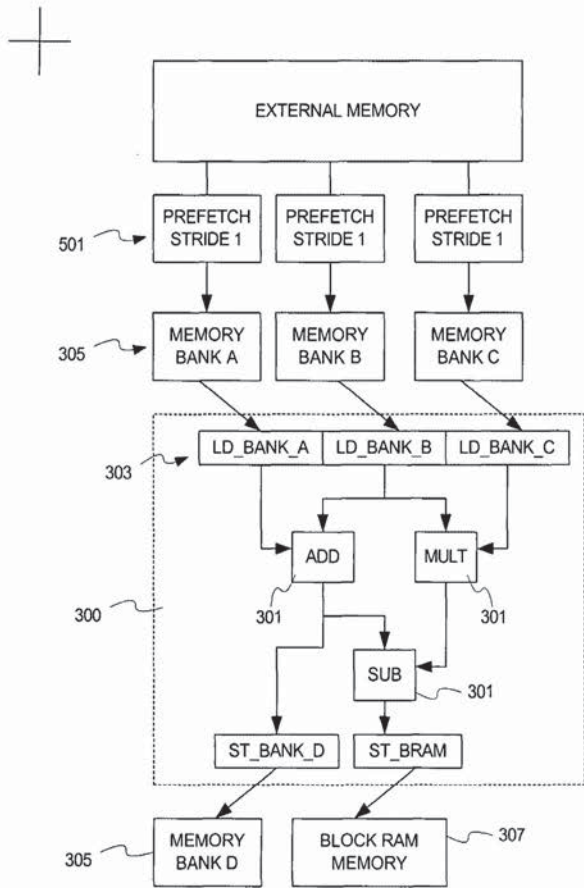 EXTERNAL MEMORY
PREFETCH
STRIDE 1
PREFETCH
STRIDE 1
PREFETCH
STRIDE 1
501
MEMORY
BANK A
MEMORY
BANK B
MEMORY
BANK C
305
LD_BANK_A
LD_BANK_B
LD_BANK_C
303
ADD
MULT
301
301
300
SUB
301
ST_BANK_D
ST_BRAM
MEMORY
BANK D
BLOCK RAM
MEMORY
307
305